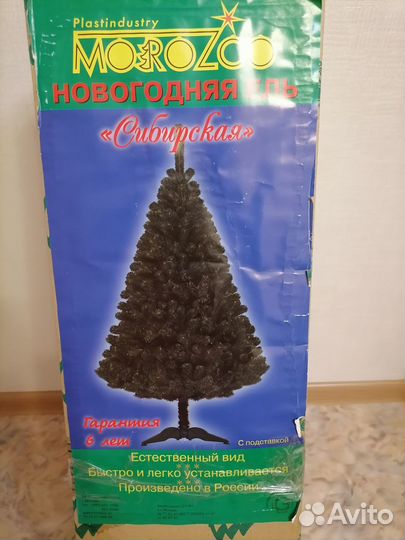 Plastindustry
MOROZCO
НОВОГОДНЯЯ ЕЛЬ
«Сибирская»
Гарантия
6 лет
С подставкой
Естественный вид
Быстро и легко устанавливается
Произведено в России
Avito